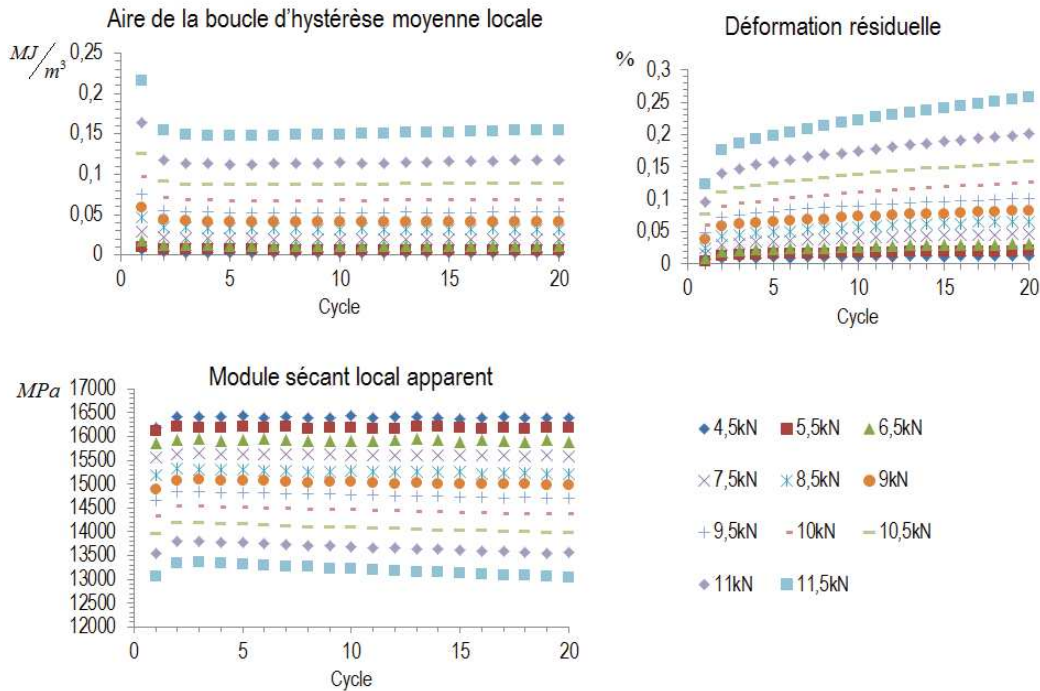 Aire de la boucle d'hystérèse moyenne locale
MJ/m³
0,25
0,2
0,15
0,1
0,05
0
0 5 10 15 20
Cycle
Déformation résiduelle
%
0,3
0,25
0,2
0,15
0,1
0,05
0
0 5 10 15 20
Cycle
Module sécant local apparent
MPa
17000
16500
16000
15500
15000
14500
14000
13500
13000
12500
12000
0 5 10 15 20
Cycle
4,5kN 5,5kN 6,5kN
7,5kN 8,5kN 9kN
9,5kN 10kN 10,5kN
11kN 11,5kN